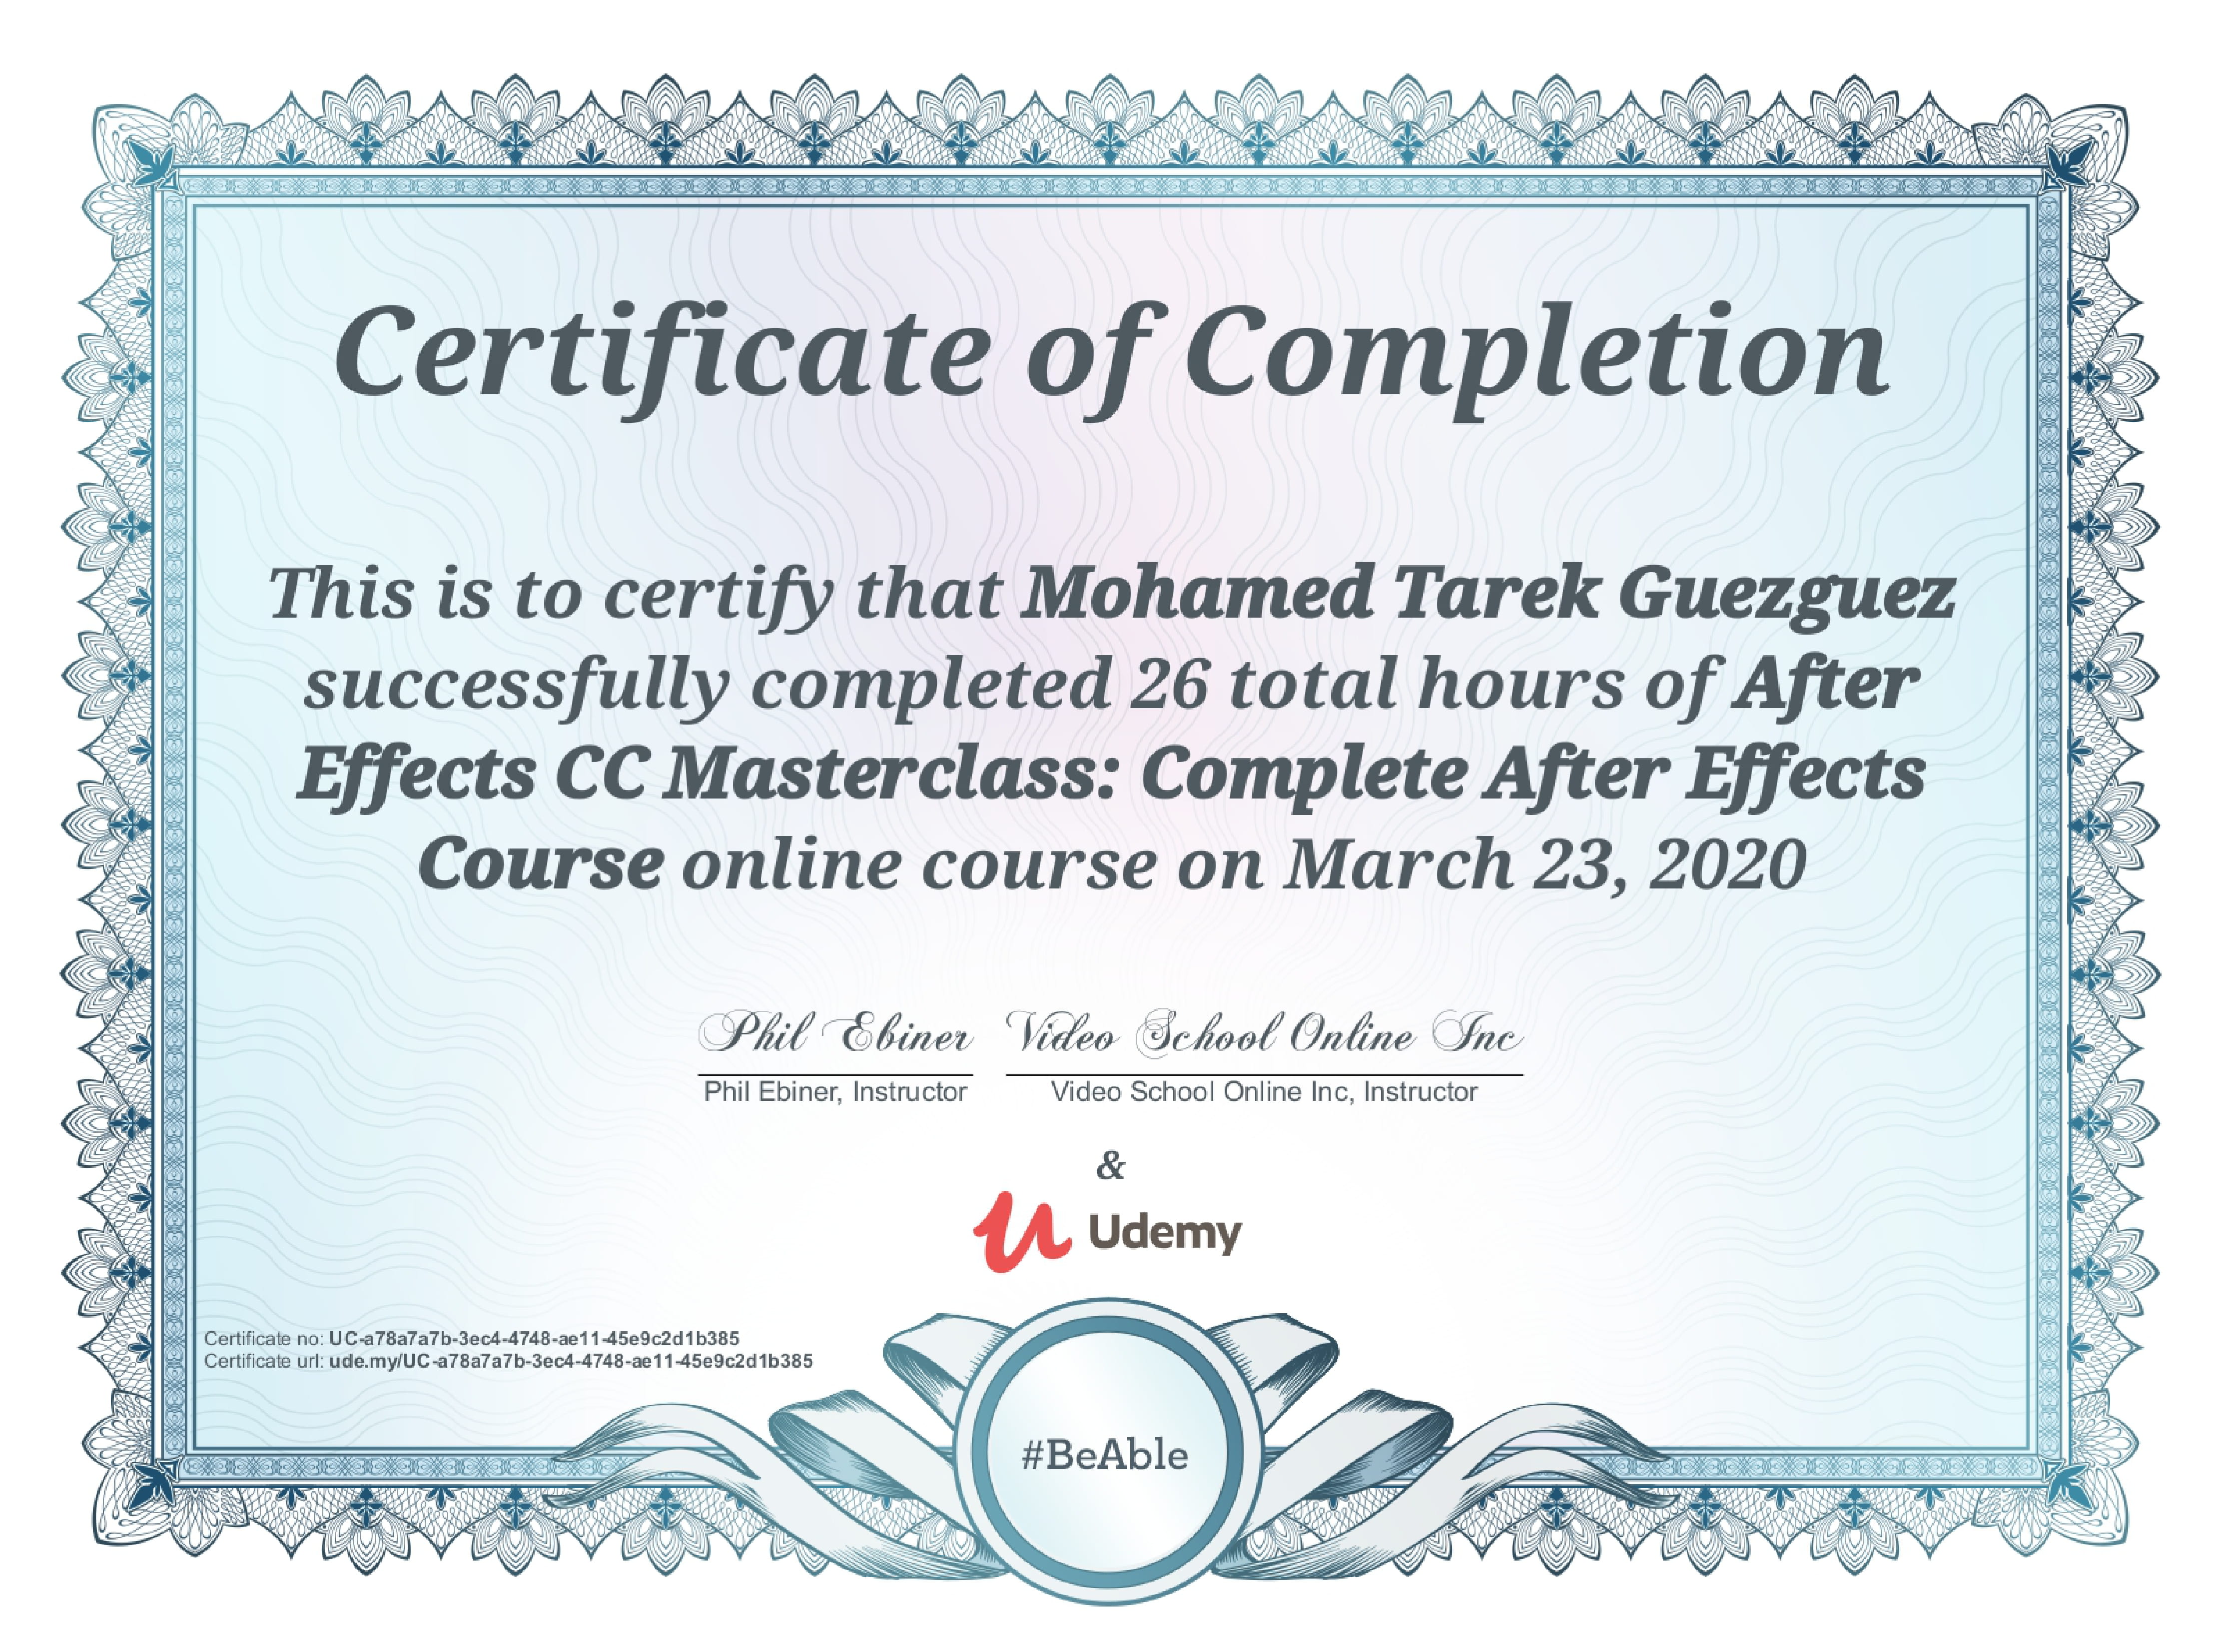 Certificate of Completion
This is to certify that Mohamed Tarek Guezguez
successfully completed 26 total hours of After
Effects CC Masterclass: Complete After Effects
Course online course on March 23, 2020
Phil Ebiner Video School Online Inc
Phil Ebiner, Instructor Video School Online Inc, Instructor
&
Udemy
Certificate no: UC-a78a7a7b-3ec4-4748-ae11-45e9c2d1b385
Certificate url: ude.my/UC-a78a7a7b-3ec4-4748-ae11-45e9c2d1b385
#BeAble